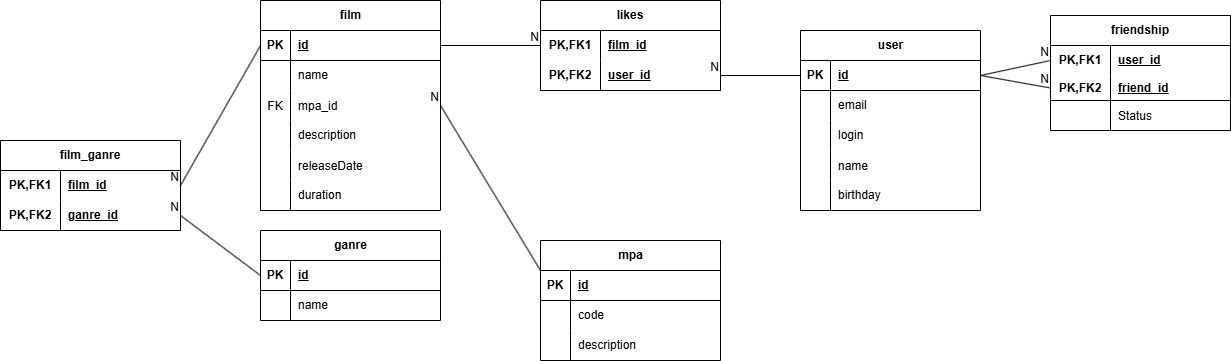 film
PK id
name
FK mpa_id
description
releaseDate
duration
likes
N PK,FK1 film_id
PK,FK2 user_id N
user
PK id
email
login
name
birthday
friendship
N PK,FK1 user_id
N PK,FK2 friend_id
Status
N
film_ganre
PK,FK1 film_id N
PK,FK2 ganre_id N
ganre
PK id
name
mpa
PK id
code
description